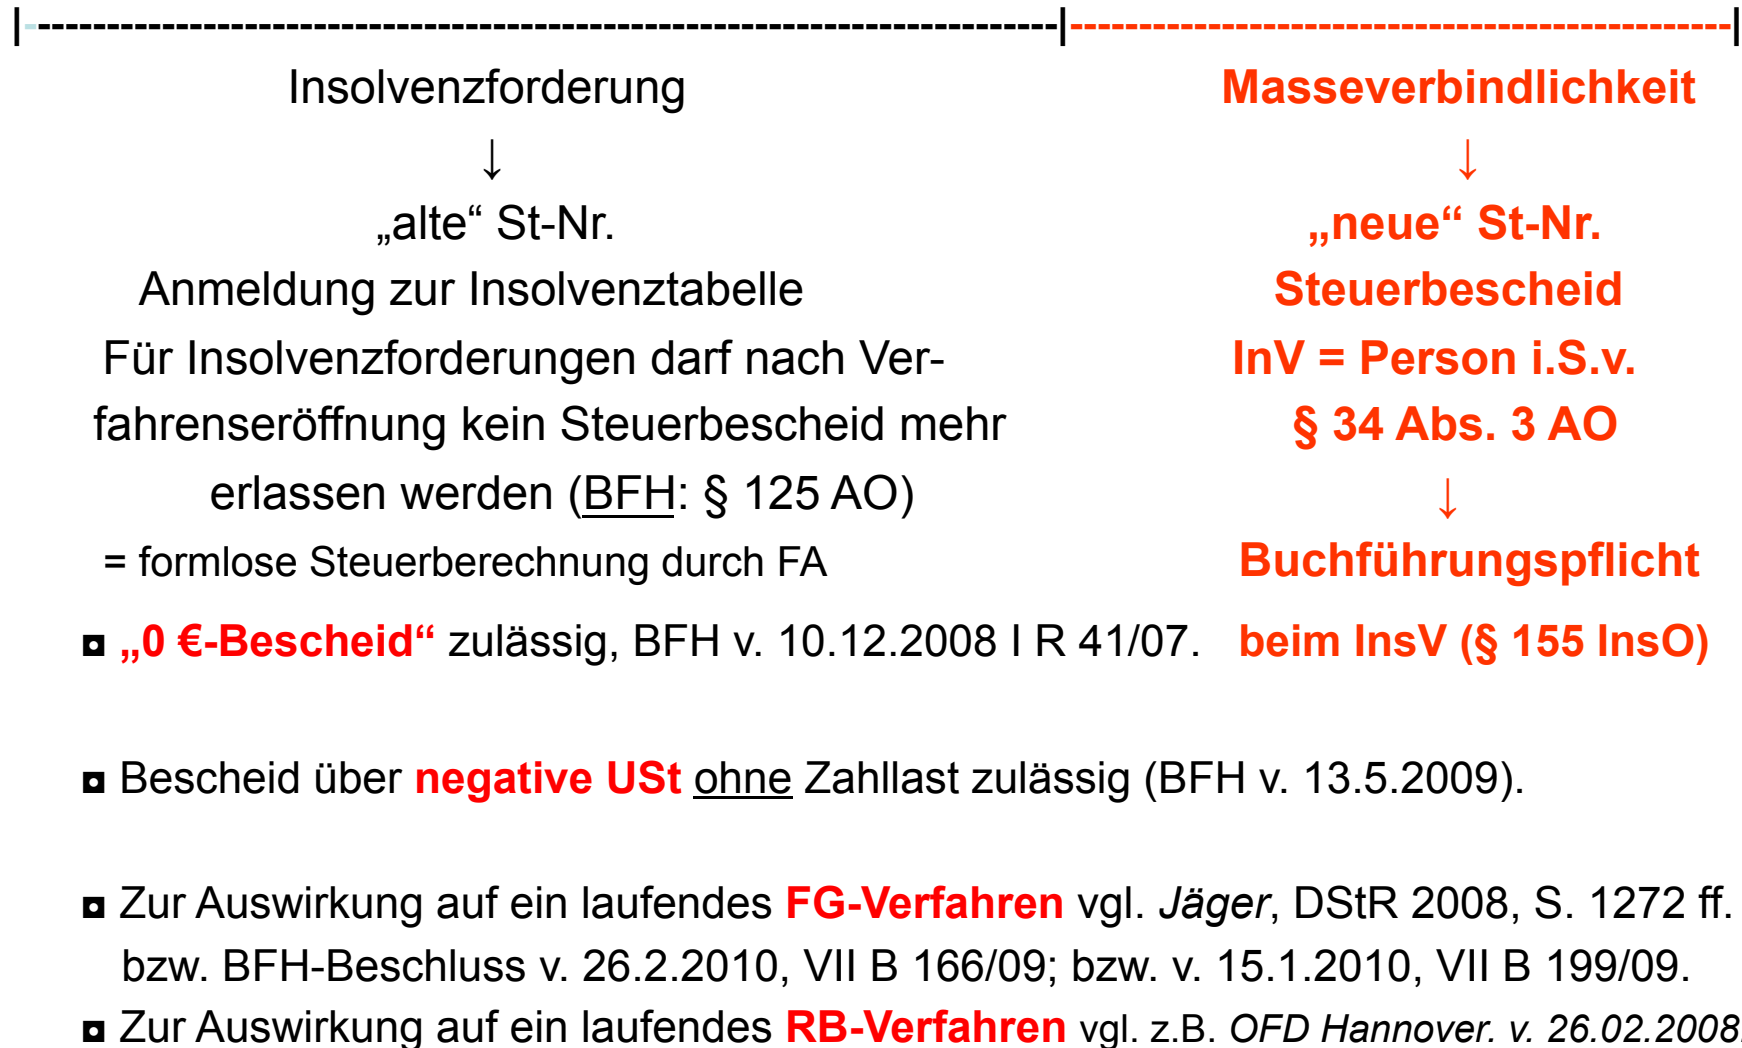 |---------------------------------------------------------------------------|------------------------------------------------|
Insolvenzforderung Masseverbindlichkeit
↓ ↓
„alte“ St-Nr. „neue“ St-Nr.
Anmeldung zur Insolvenztabelle Steuerbescheid
Für Insolvenzforderungen darf nach Ver- InV = Person i.S.v.
fahrenseröffnung kein Steuerbescheid mehr § 34 Abs. 3 AO
erlassen werden (BFH: § 125 AO) ↓
= formlose Steuerberechnung durch FA Buchführungspflicht
◘ „0 €-Bescheid“ zulässig, BFH v. 10.12.2008 I R 41/07. beim InsV (§ 155 InsO)
◘ Bescheid über negative USt ohne Zahllast zulässig (BFH v. 13.5.2009).
◘ Zur Auswirkung auf ein laufendes FG-Verfahren vgl. Jäger, DStR 2008, S. 1272 ff.
bzw. BFH-Beschluss v. 26.2.2010, VII B 166/09; bzw. v. 15.1.2010, VII B 199/09.
◘ Zur Auswirkung auf ein laufendes RB-Verfahren vgl. z.B. OFD Hannover. v. 26.02.2008.